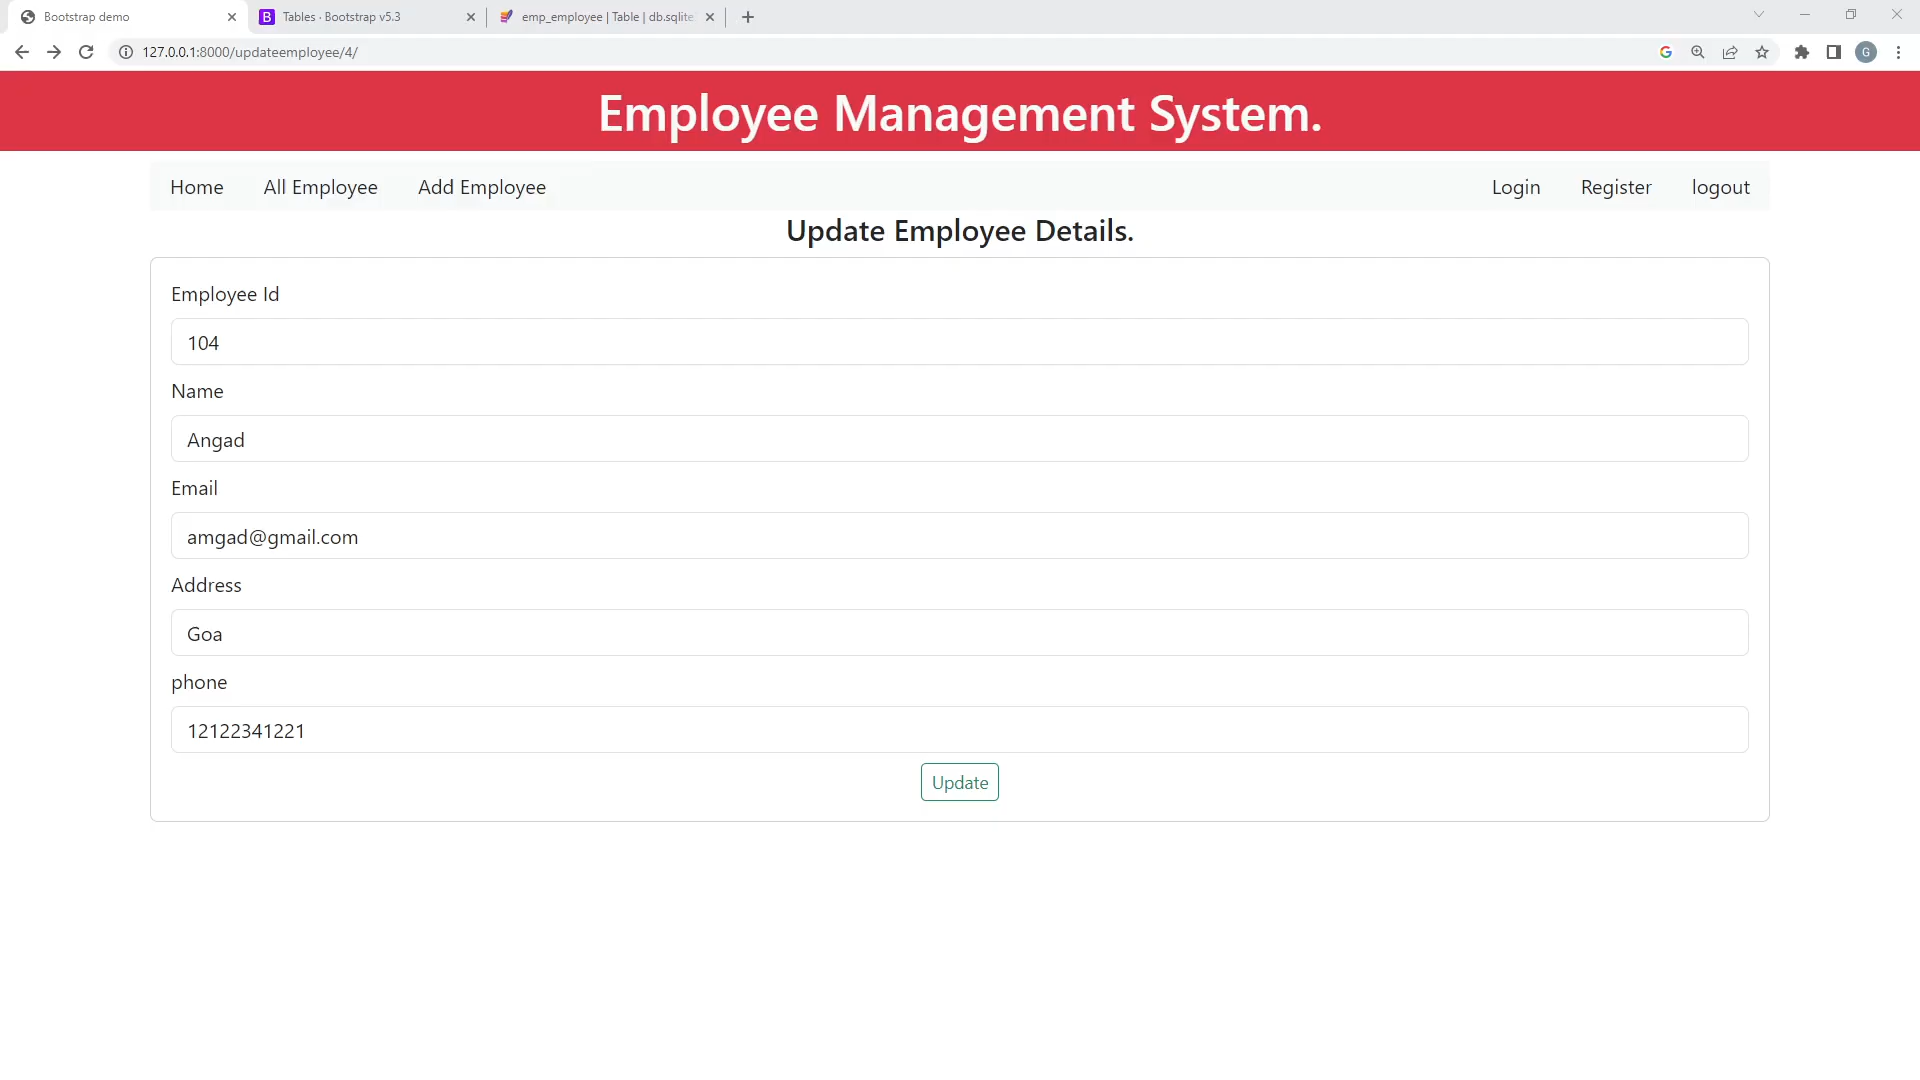 Bootstrap demo
Tables · Bootstrap v5.3
emp_employee | Table | db.sqlite
127.0.0.1:8000/updateemployee/4/
G
Employee Management System.
Home All Employee Add Employee Login Register logout
Update Employee Details.
Employee Id
104
Name
Angad
Email
amgad@gmail.com
Address
Goa
phone
12122341221
Update